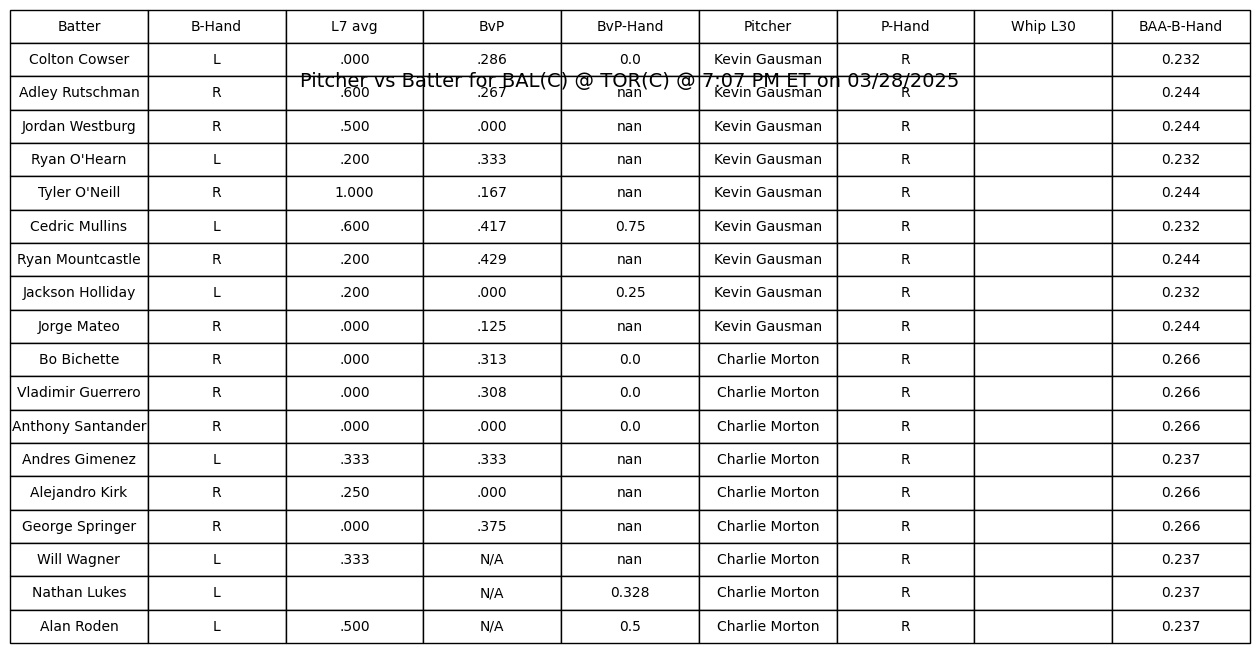 Batter B-Hand L7 avg BvP BvP-Hand Pitcher P-Hand Whip L30 BAA-B-Hand
Colton Cowser L .000 .286 0.0 Kevin Gausman R 0.232
Pitcher vs Batter for BAL(C) @ TOR(C) @ 7:07 PM ET on 03/28/2025
Adley Rutschman R .600 .267 nan Kevin Gausman R 0.244
Jordan Westburg R .500 .000 nan Kevin Gausman R 0.244
Ryan O'Hearn L .200 .333 nan Kevin Gausman R 0.232
Tyler O'Neill R 1.000 .167 nan Kevin Gausman R 0.244
Cedric Mullins L .600 .417 0.75 Kevin Gausman R 0.232
Ryan Mountcastle R .200 .429 nan Kevin Gausman R 0.244
Jackson Holliday L .200 .000 0.25 Kevin Gausman R 0.232
Jorge Mateo R .000 .125 nan Kevin Gausman R 0.244
Bo Bichette R .000 .313 0.0 Charlie Morton R 0.266
Vladimir Guerrero R .000 .308 0.0 Charlie Morton R 0.266
Anthony Santander R .000 .000 0.0 Charlie Morton R 0.266
Andres Gimenez L .333 .333 nan Charlie Morton R 0.237
Alejandro Kirk R .250 .000 nan Charlie Morton R 0.266
George Springer R .000 .375 nan Charlie Morton R 0.266
Will Wagner L .333 N/A nan Charlie Morton R 0.237
Nathan Lukes L N/A 0.328 Charlie Morton R 0.237
Alan Roden L .500 N/A 0.5 Charlie Morton R 0.237